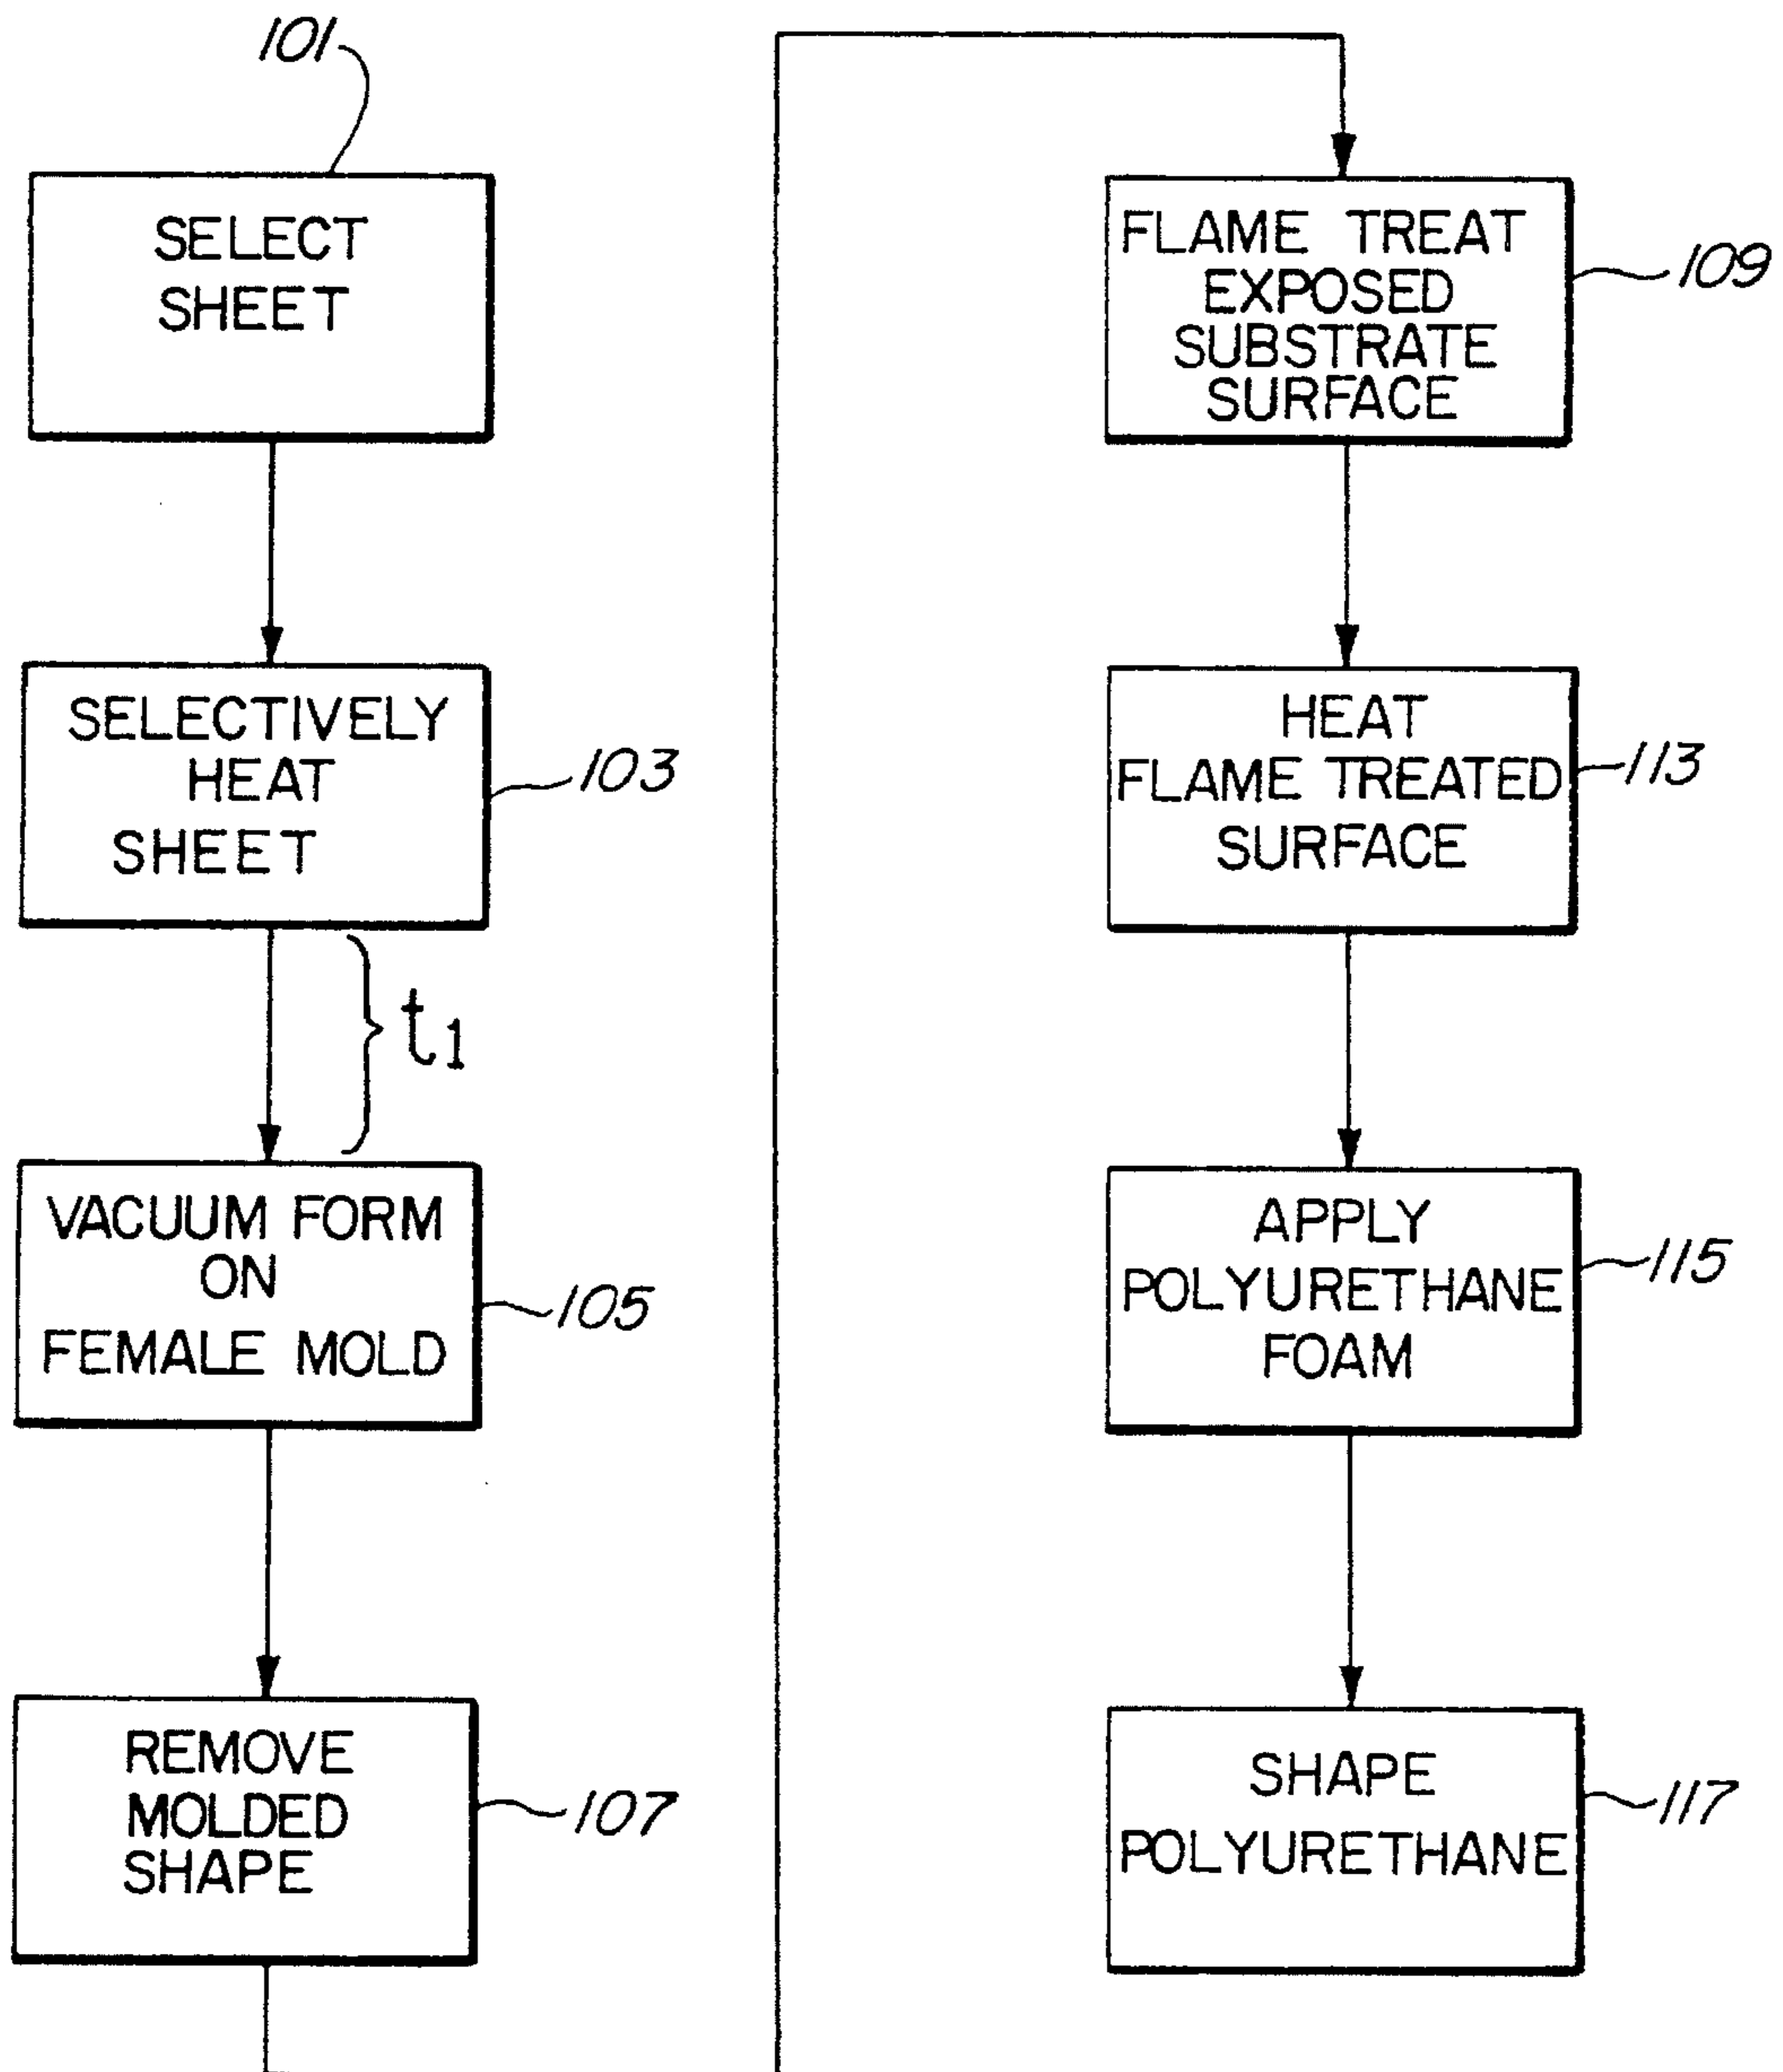 101
SELECT
SHEET
SELECTIVELY
HEAT
SHEET
103
t1
VACUUM FORM
ON
FEMALE MOLD
105
REMOVE
MOLDED
SHAPE
107
FLAME TREAT
EXPOSED
SUBSTRATE
SURFACE
109
HEAT
FLAME TREATED
SURFACE
113
APPLY
POLYURETHANE
FOAM
115
SHAPE
POLYURETHANE
117